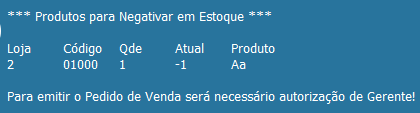 *** Produtos para Negativar em Estoque ***
Loja Código Qde Atual Produto
2 01000 1 -1 Aa
Para emitir o Pedido de Venda será necessário autorização de Gerente!